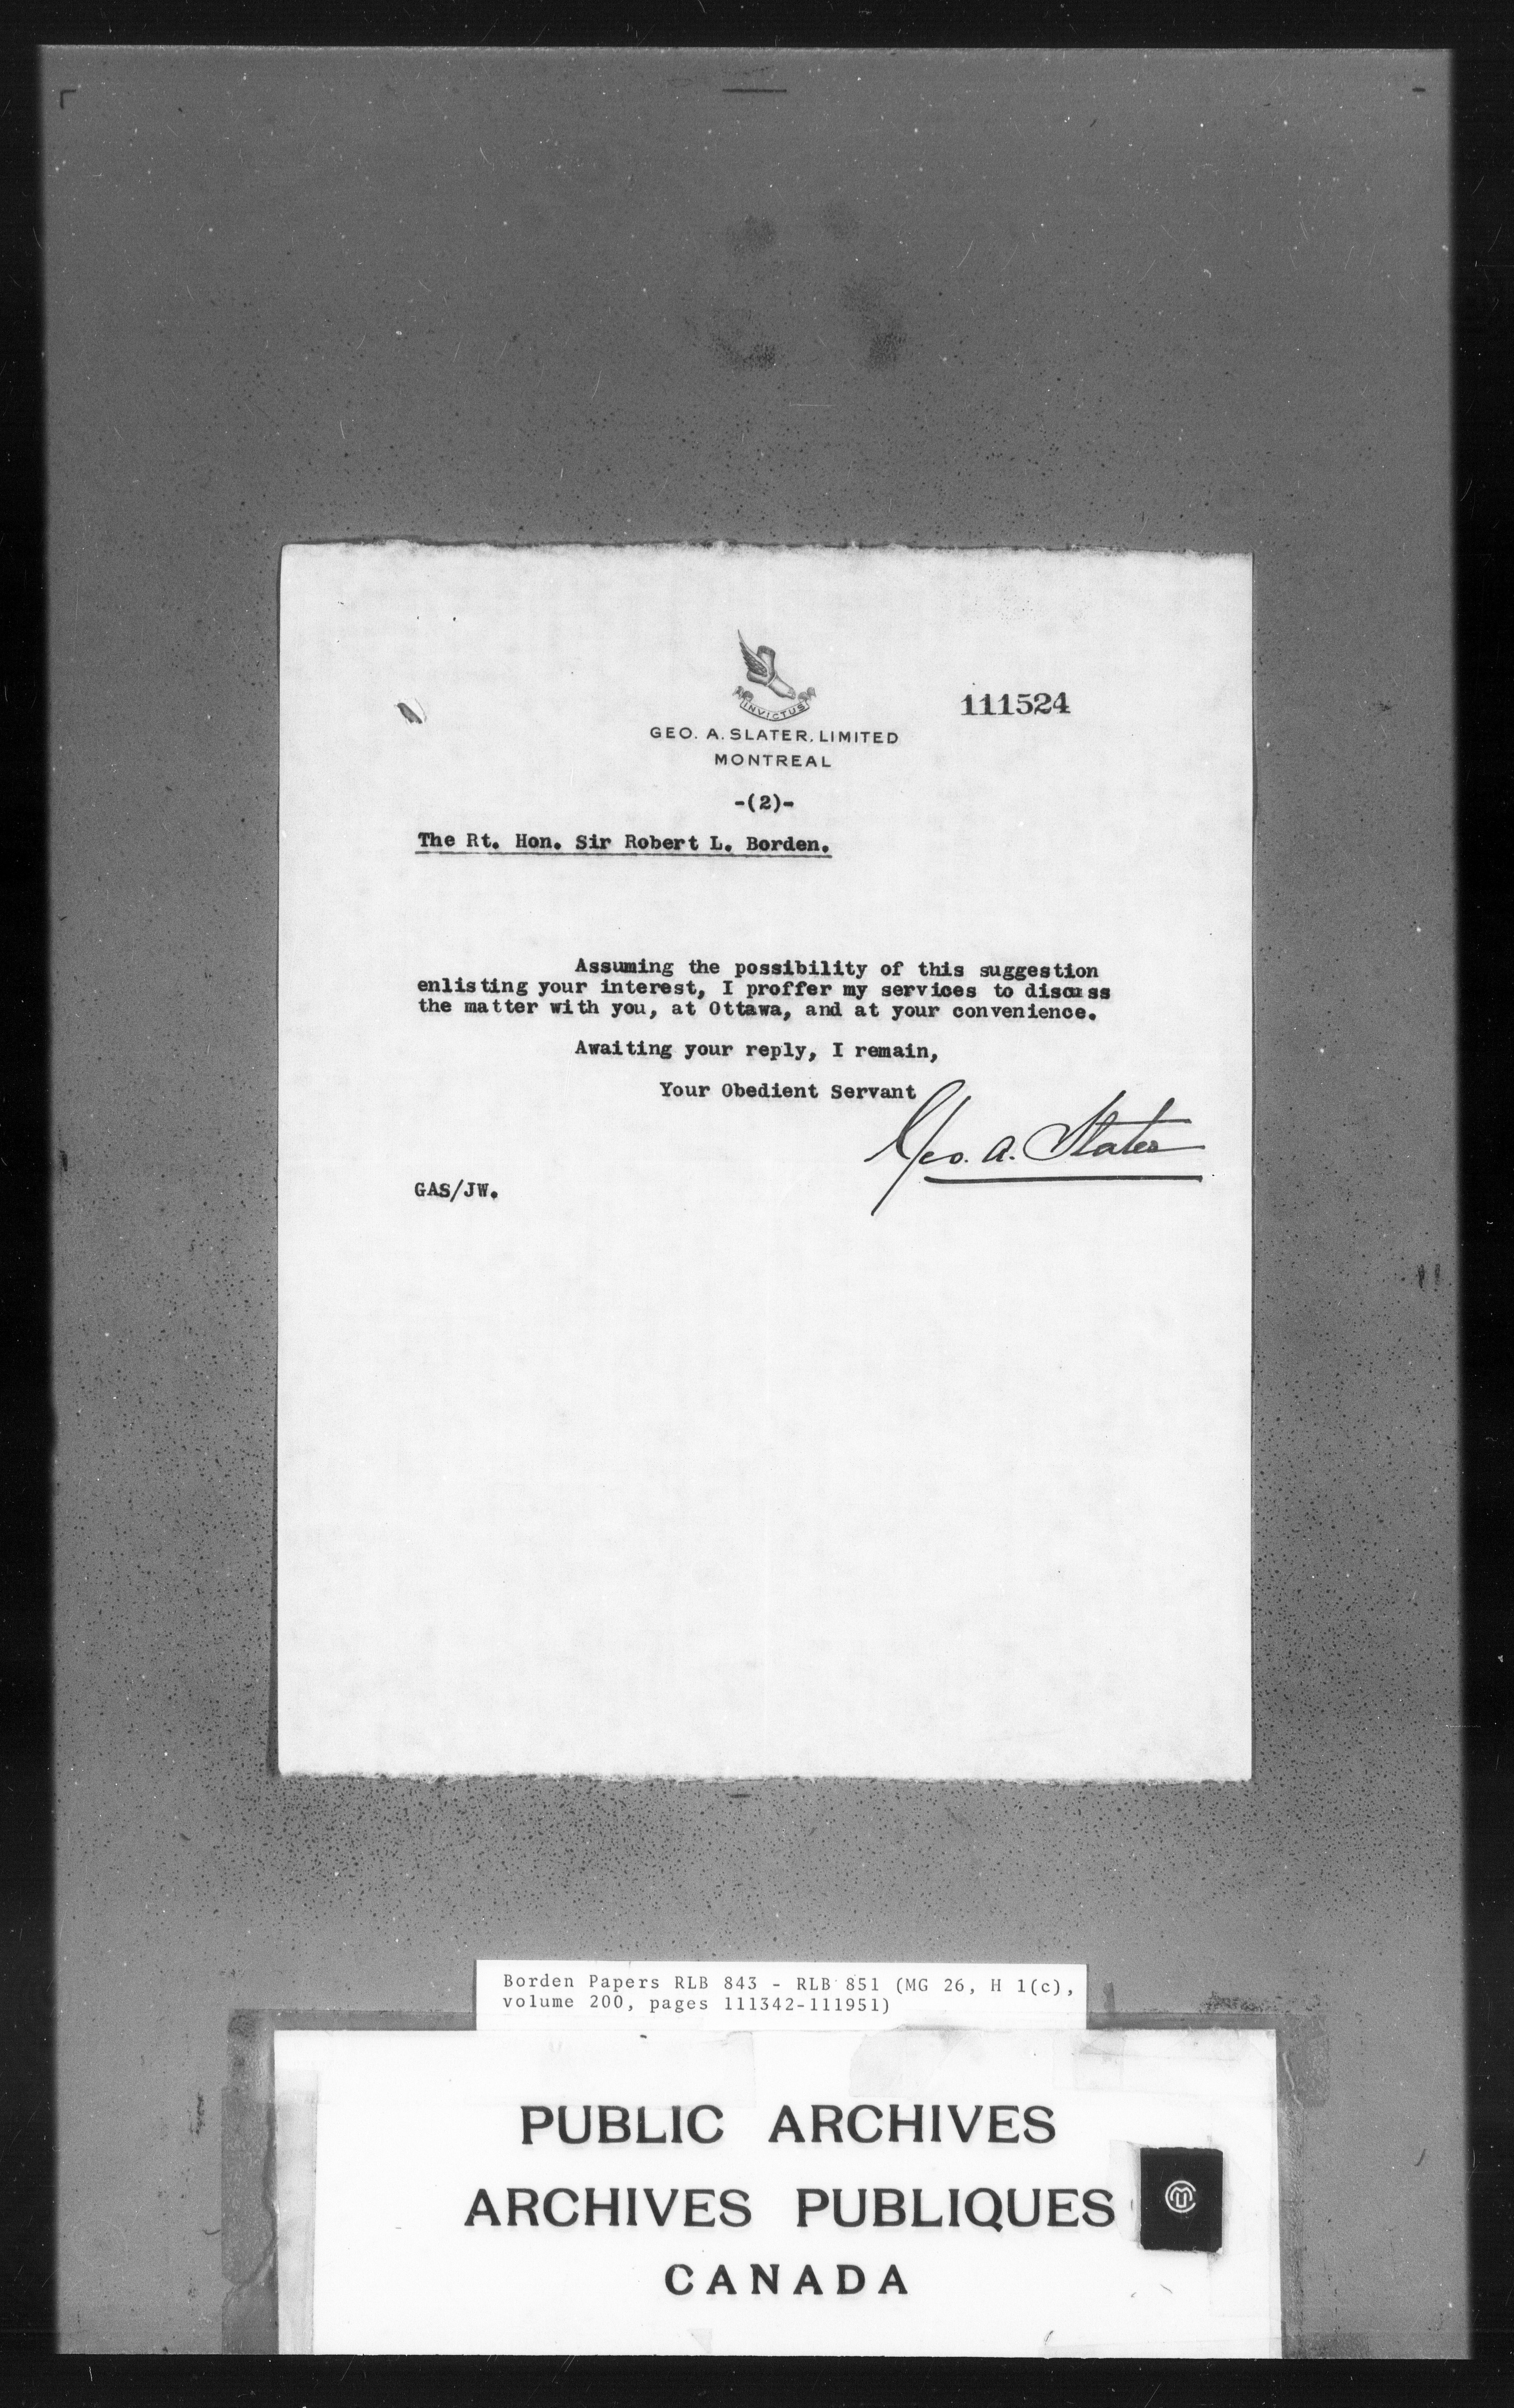 INVICTUS
111524
GEO. A. SLATER, LIMITED
MONTREAL
-(2)-
The Rt. Hon. Sir Robert L. Borden.
Assuming the possibility of this suggestion
enlisting your interest, I proffer my services to discuss
the matter with you, at Ottawa, and at your convenience.
Awaiting your reply, I remain,
Your Obedient Servant
Geo. A. Slater
GAS/JW.
Borden Papers RLB 843 - RLB 851 (MG 26, H 1(c),
volume 200, pages 111342-111951)
PUBLIC ARCHIVES
ARCHIVES PUBLIQUES
CANADA